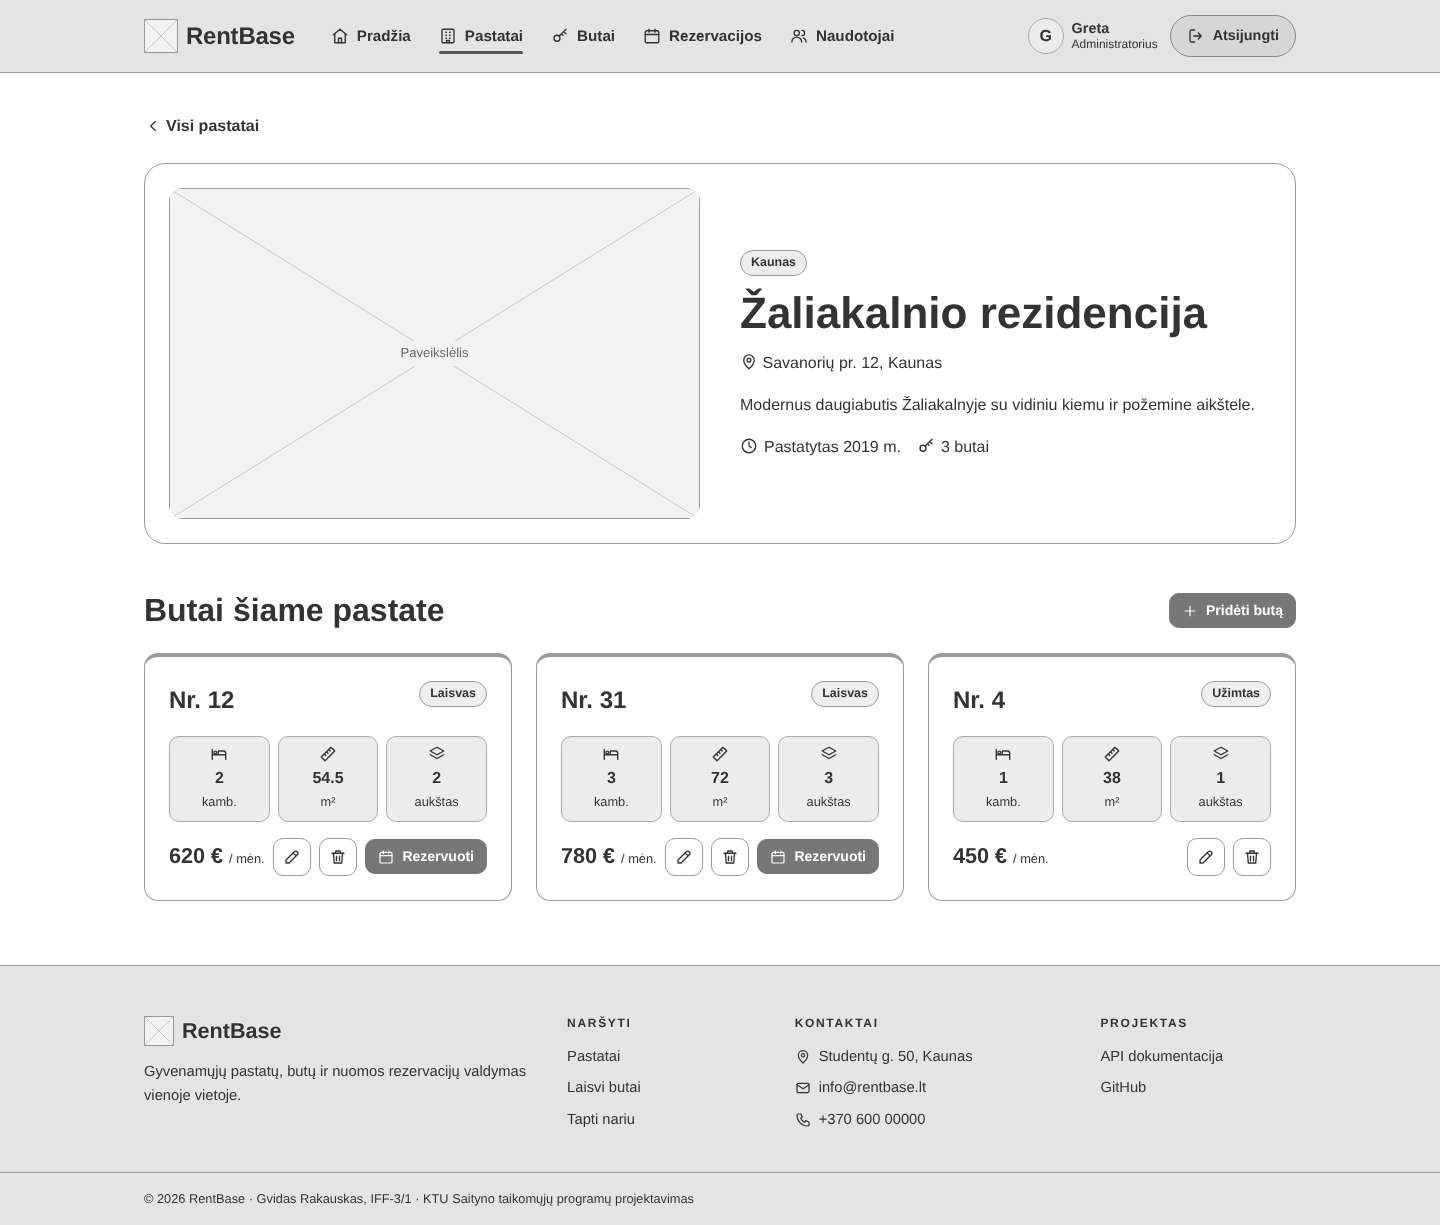 RentBase
Pradžia
Pastatai
Butai
Rezervacijos
Naudotojai
G
Greta
Administratorius
Atsijungti
Visi pastatai
Paveikslėlis
Kaunas
Žaliakalnio rezidencija
Savanorių pr. 12, Kaunas
Modernus daugiabutis Žaliakalnyje su vidiniu kiemu ir požemine aikštele.
Pastatytas 2019 m.
3 butai
Butai šiame pastate
Pridėti butą
Nr. 12
Laisvas
2
kamb.
54.5
m²
2
aukštas
620 € / mėn.
Rezervuoti
Nr. 31
Laisvas
3
kamb.
72
m²
3
aukštas
780 € / mėn.
Rezervuoti
Nr. 4
Užimtas
1
kamb.
38
m²
1
aukštas
450 € / mėn.
RentBase
Gyvenamųjų pastatų, butų ir nuomos rezervacijų valdymas
vienoje vietoje.
NARŠYTI
Pastatai
Laisvi butai
Tapti nariu
KONTAKTAI
Studentų g. 50, Kaunas
info@rentbase.lt
+370 600 00000
PROJEKTAS
API dokumentacija
GitHub
© 2026 RentBase · Gvidas Rakauskas, IFF-3/1 · KTU Saityno taikomųjų programų projektavimas